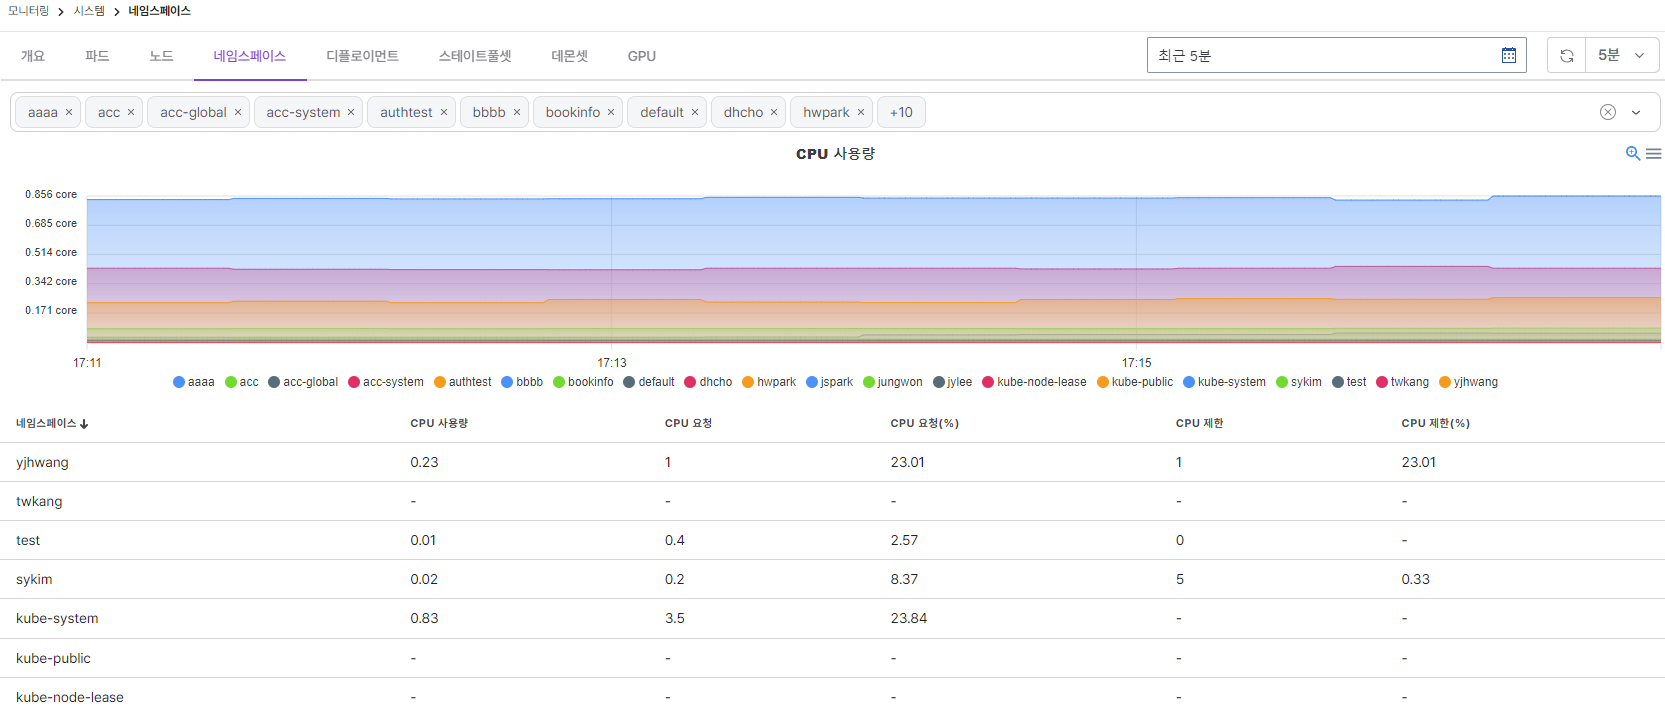 모니터링 > 시스템 > 네임스페이스
개요 파드 노드 네임스페이스 디플로이먼트 스테이트풀셋 데몬셋 GPU 최근 5분 5분
aaaa × acc × acc-global × acc-system × authtest × bbbb × bookinfo × default × dhcho × hwpark × +10
CPU 사용량
0.856 core
0.685 core
0.514 core
0.342 core
0.171 core
17:11 17:13 17:15
aaaa acc acc-global acc-system authtest bbbb bookinfo default dhcho hwpark jspark jungwon jylee kube-node-lease kube-public kube-system sykim test twkang yjhwang
네임스페이스 CPU 사용량 CPU 요청 CPU 요청(%) CPU 제한 CPU 제한(%)
yjhwang 0.23 1 23.01 1 23.01
twkang - - - - -
test 0.01 0.4 2.57 0 -
sykim 0.02 0.2 8.37 5 0.33
kube-system 0.83 3.5 23.84 - -
kube-public - - - - -
kube-node-lease - - - - -